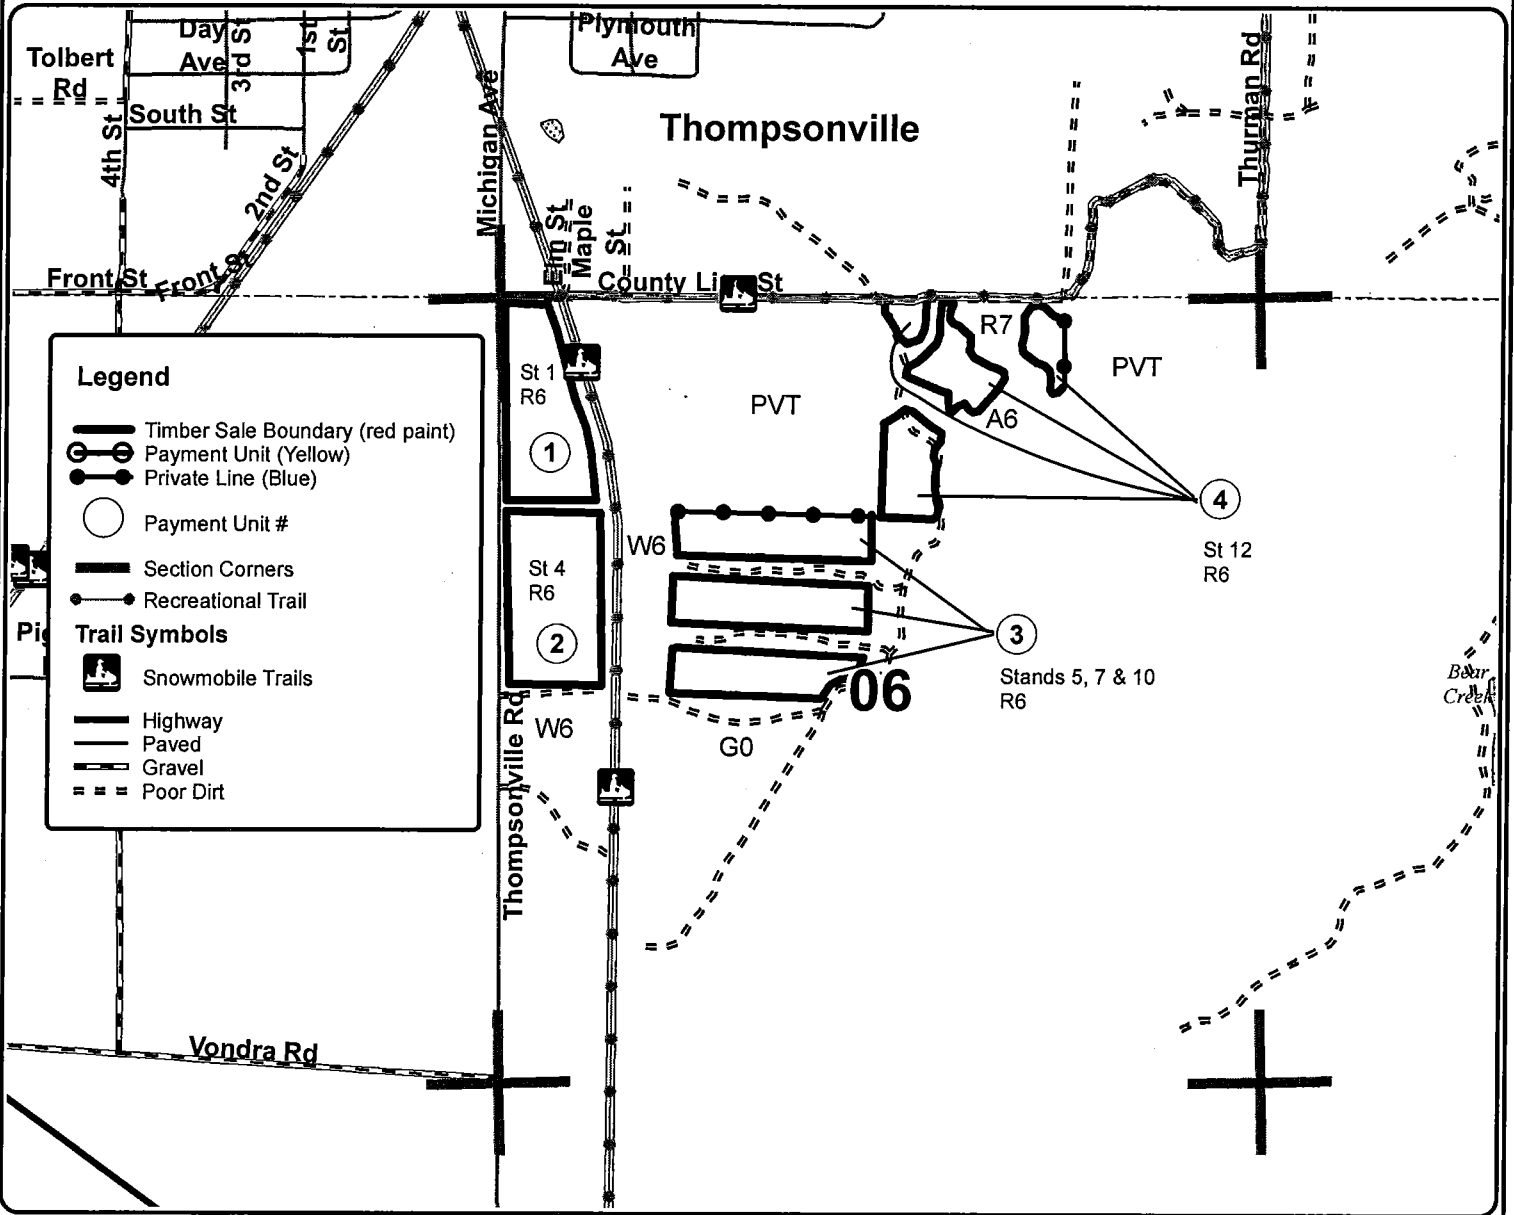 Day
Ave
3rd St
1st
St
Plymouth
Ave
Tolbert
Rd
South St
4th St
2nd St
Michigan Ave
Thompsonville
Thurman Rd
Maple
St
Front St
Front St
County Li
St
R7
PVT
St 1
R6
1
PVT
A6
4
St 12
R6
W6
St 4
R6
2
3
Stands 5, 7 & 10
R6
06
W6
G0
Bear
Creek
Thompsonville Rd
Vondra Rd
Legend
Timber Sale Boundary (red paint)
Payment Unit (Yellow)
Private Line (Blue)
Payment Unit #
Section Corners
Recreational Trail
Trail Symbols
Snowmobile Trails
Highway
Paved
Gravel
Poor Dirt